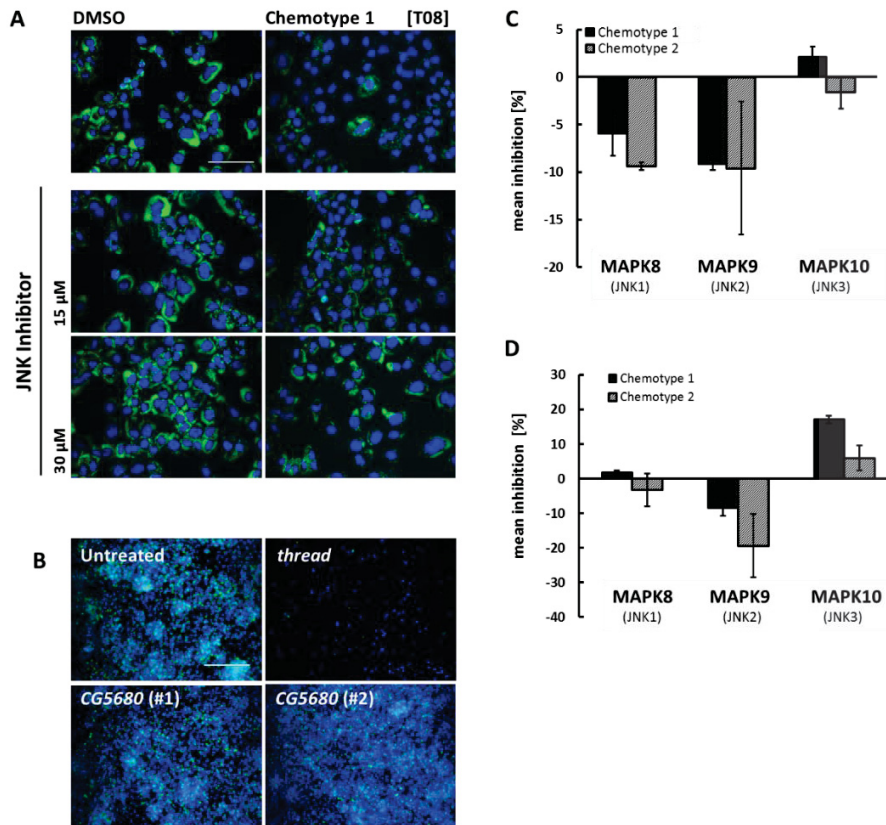 A
DMSO
Chemotype 1 [T08]
JNK Inhibitor
15 µM
30 µM
B
Untreated
thread
CG5680 (#1)
CG5680 (#2)
C
Chemotype 1
Chemotype 2
mean inhibition [%]
10
5
0
-5
-10
-15
-20
MAPK8 MAPK9 MAPK10
(JNK1) (JNK2) (JNK3)
D
Chemotype 1
Chemotype 2
mean inhibition [%]
30
20
10
0
-10
-20
-30
-40
MAPK8 MAPK9 MAPK10
(JNK1) (JNK2) (JNK3)